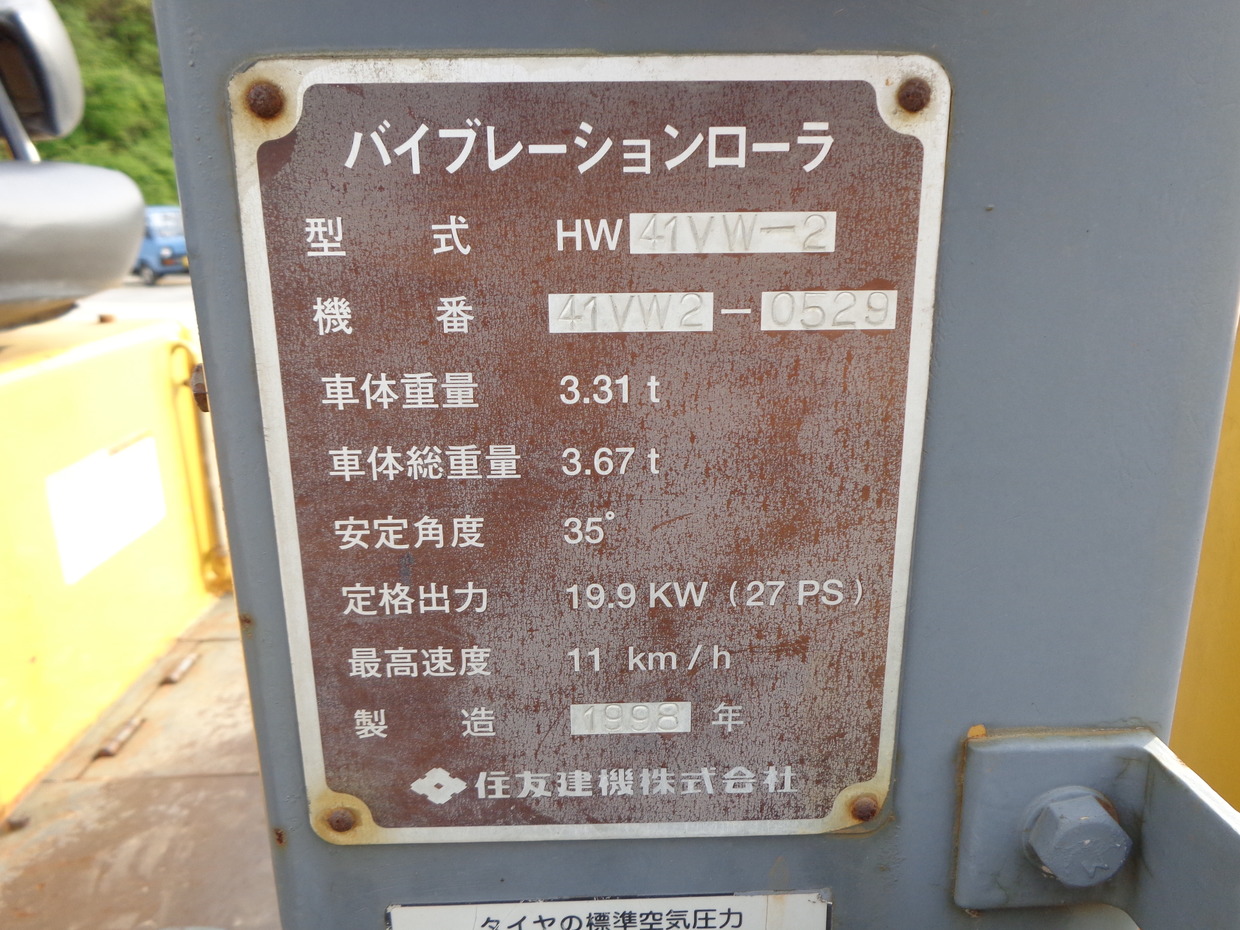 バイブレーションローラ
型 式 HW 41VW-2
機 番 41VW2 - 0529
車体重量 3.31 t
車体総重量 3.67 t
安定角度 35°
定格出力 19.9 KW (27 PS)
最高速度 11 km/h
製 造 1998 年
住友建機株式会社
タイヤの標準空気圧力